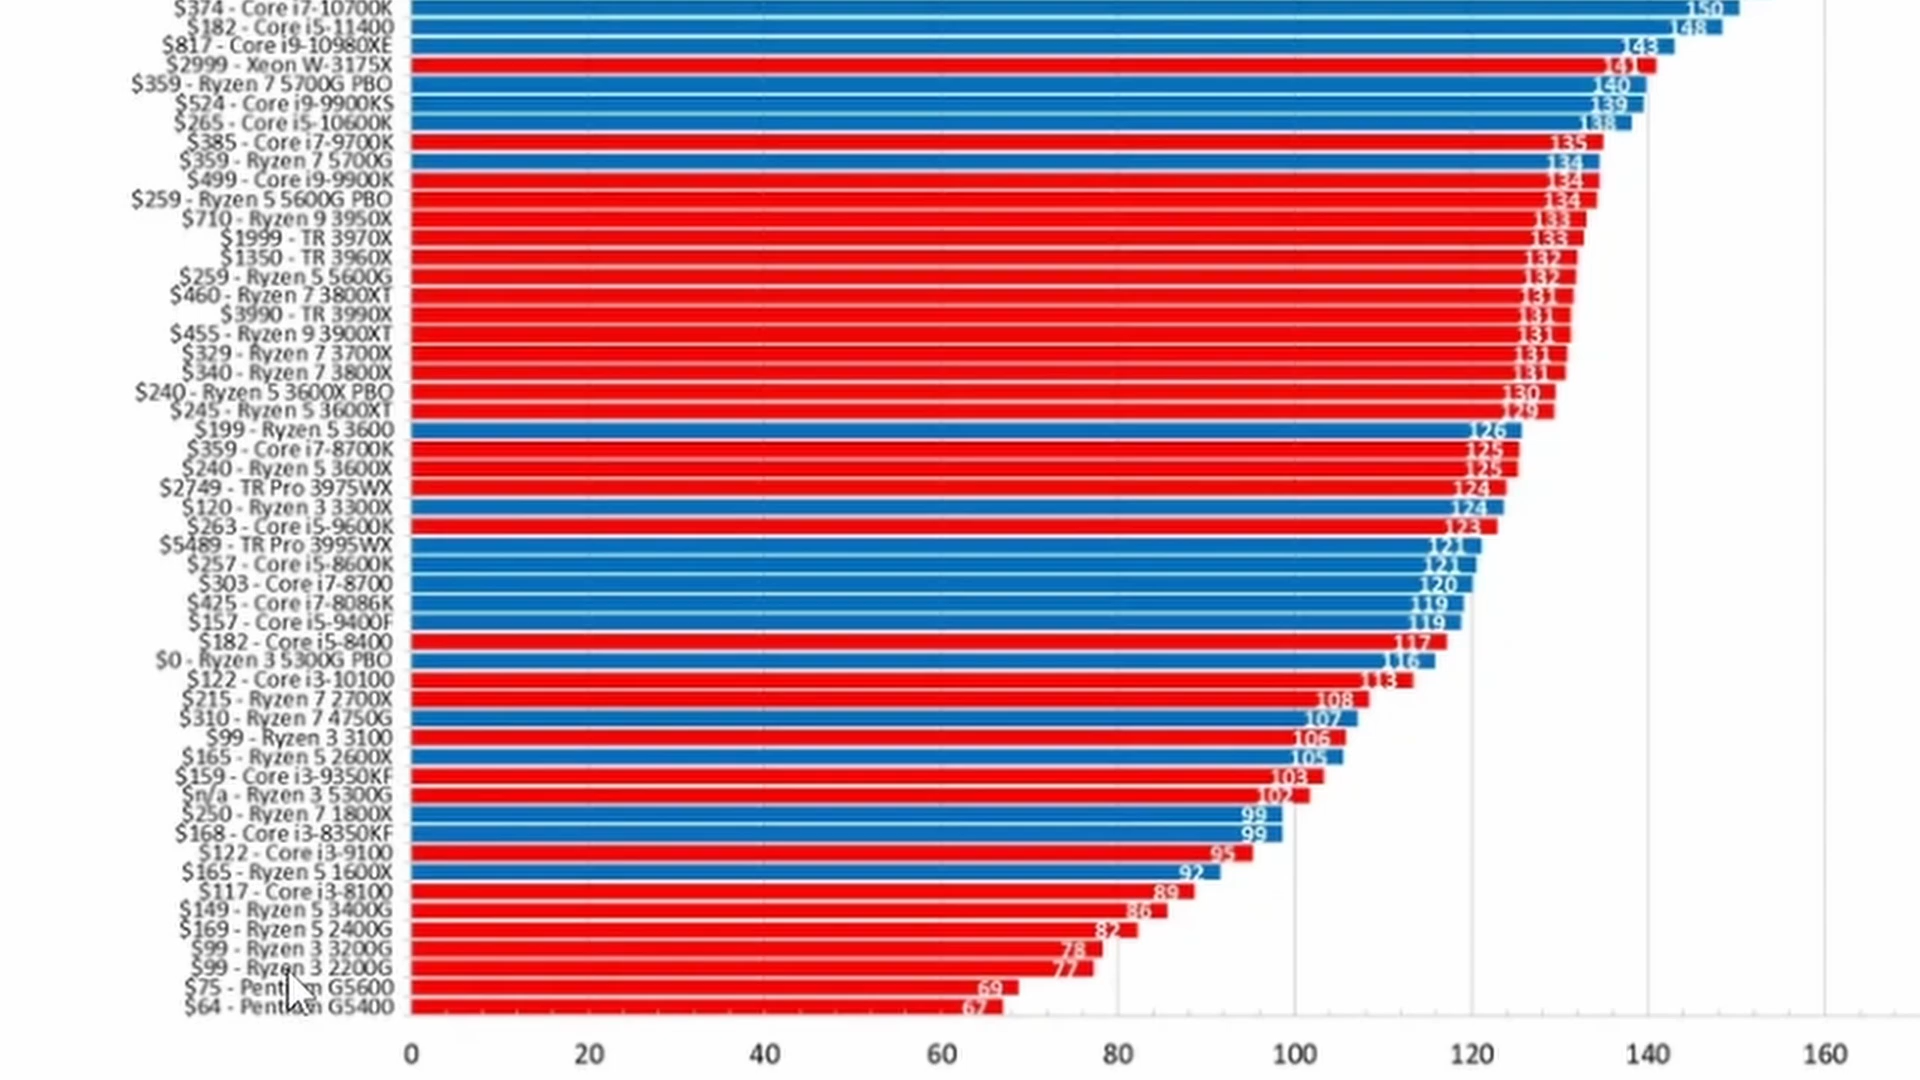 $374 - Core i7-10700K 150
$182 - Core i5-11400 148
$817 - Core i9-10980XE 143
$2999 - Xeon W-3175X 141
$359 - Ryzen 7 5700G PBO 140
$524 - Core i9-9900KS 139
$265 - Core i5-10600K 138
$385 - Core i7-9700K 135
$359 - Ryzen 7 5700G 134
$499 - Core i9-9900K 134
$259 - Ryzen 5 5600G PBO 134
$710 - Ryzen 9 3950X 133
$1999 - TR 3970X 133
$1350 - TR 3960X 132
$259 - Ryzen 5 5600G 132
$460 - Ryzen 7 3800XT 131
$3990 - TR 3990X 131
$455 - Ryzen 9 3900XT 131
$329 - Ryzen 7 3700X 131
$340 - Ryzen 7 3800X 131
$240 - Ryzen 5 3600X PBO 130
$245 - Ryzen 5 3600XT 129
$199 - Ryzen 5 3600 126
$359 - Core i7-8700K 125
$240 - Ryzen 5 3600X 125
$2749 - TR Pro 3975WX 124
$120 - Ryzen 3 3300X 124
$263 - Core i5-9600K 123
$5489 - TR Pro 3995WX 121
$257 - Core i5-8600K 121
$303 - Core i7-8700 120
$425 - Core i7-8086K 119
$157 - Core i5-9400F 119
$182 - Core i5-8400 117
$0 - Ryzen 3 5300G PBO 116
$122 - Core i3-10100 113
$215 - Ryzen 7 2700X 108
$310 - Ryzen 7 4750G 107
$99 - Ryzen 3 3100 106
$165 - Ryzen 5 2600X 105
$159 - Core i3-9350KF 103
$n/a - Ryzen 3 5300G 102
$250 - Ryzen 7 1800X 99
$168 - Core i3-8350KF 99
$122 - Core i3-9100 95
$165 - Ryzen 5 1600X 92
$117 - Core i3-8100 89
$149 - Ryzen 5 3400G 86
$169 - Ryzen 5 2400G 82
$99 - Ryzen 3 3200G 78
$99 - Ryzen 3 2200G 77
$75 - G5600 69
$64 - G5400 67
0 20 40 60 80 100 120 140 160